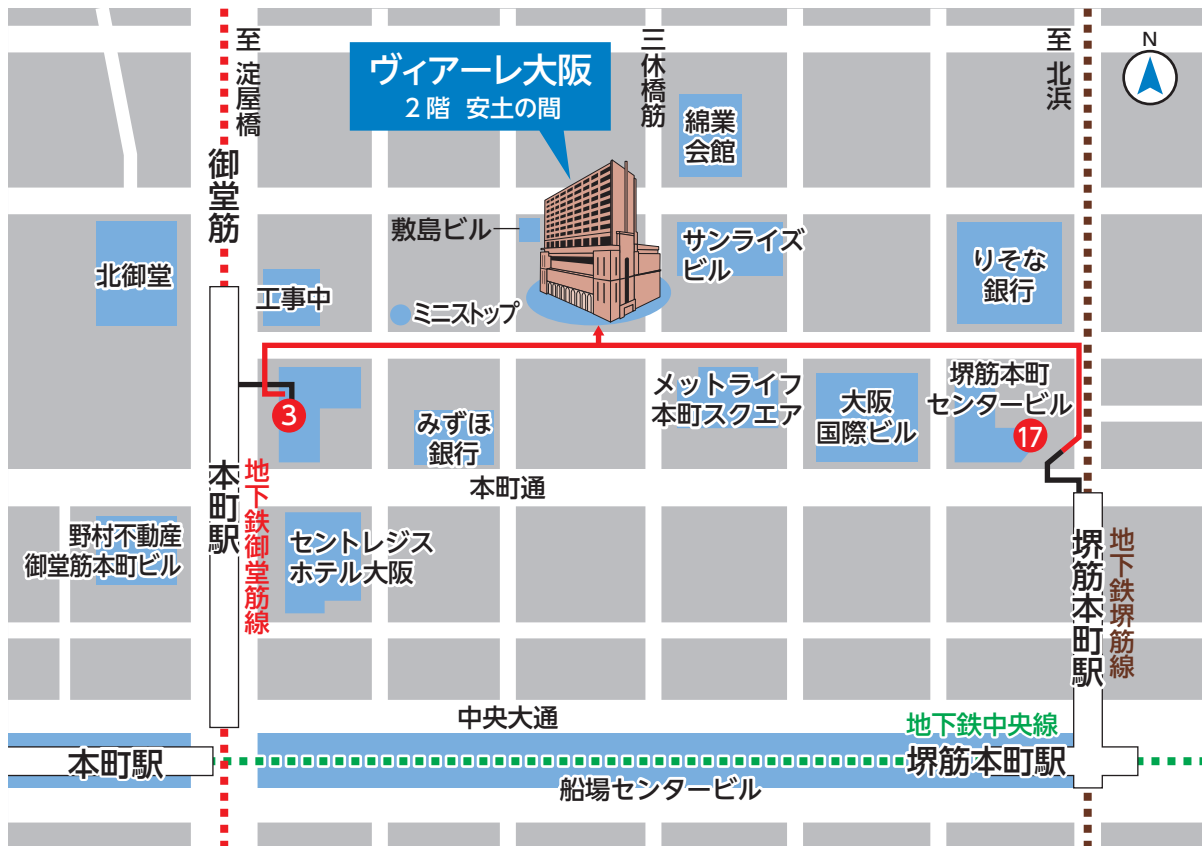 至 淀屋橋
三休橋筋
至 北浜
N
ヴィアーレ大阪
2階 安土の間
綿業
会館
御堂筋
敷島ビル
サンライズ
ビル
りそな
銀行
北御堂
工事中
ミニストップ
メットライフ
本町スクエア
大阪
国際ビル
堺筋本町
センタービル
3
17
みずほ
銀行
本町通
本町駅
地下鉄御堂筋線
野村不動産
御堂筋本町ビル
セントレジス
ホテル大阪
堺筋本町駅
地下鉄堺筋線
中央大通
地下鉄中央線
本町駅
堺筋本町駅
船場センタービル